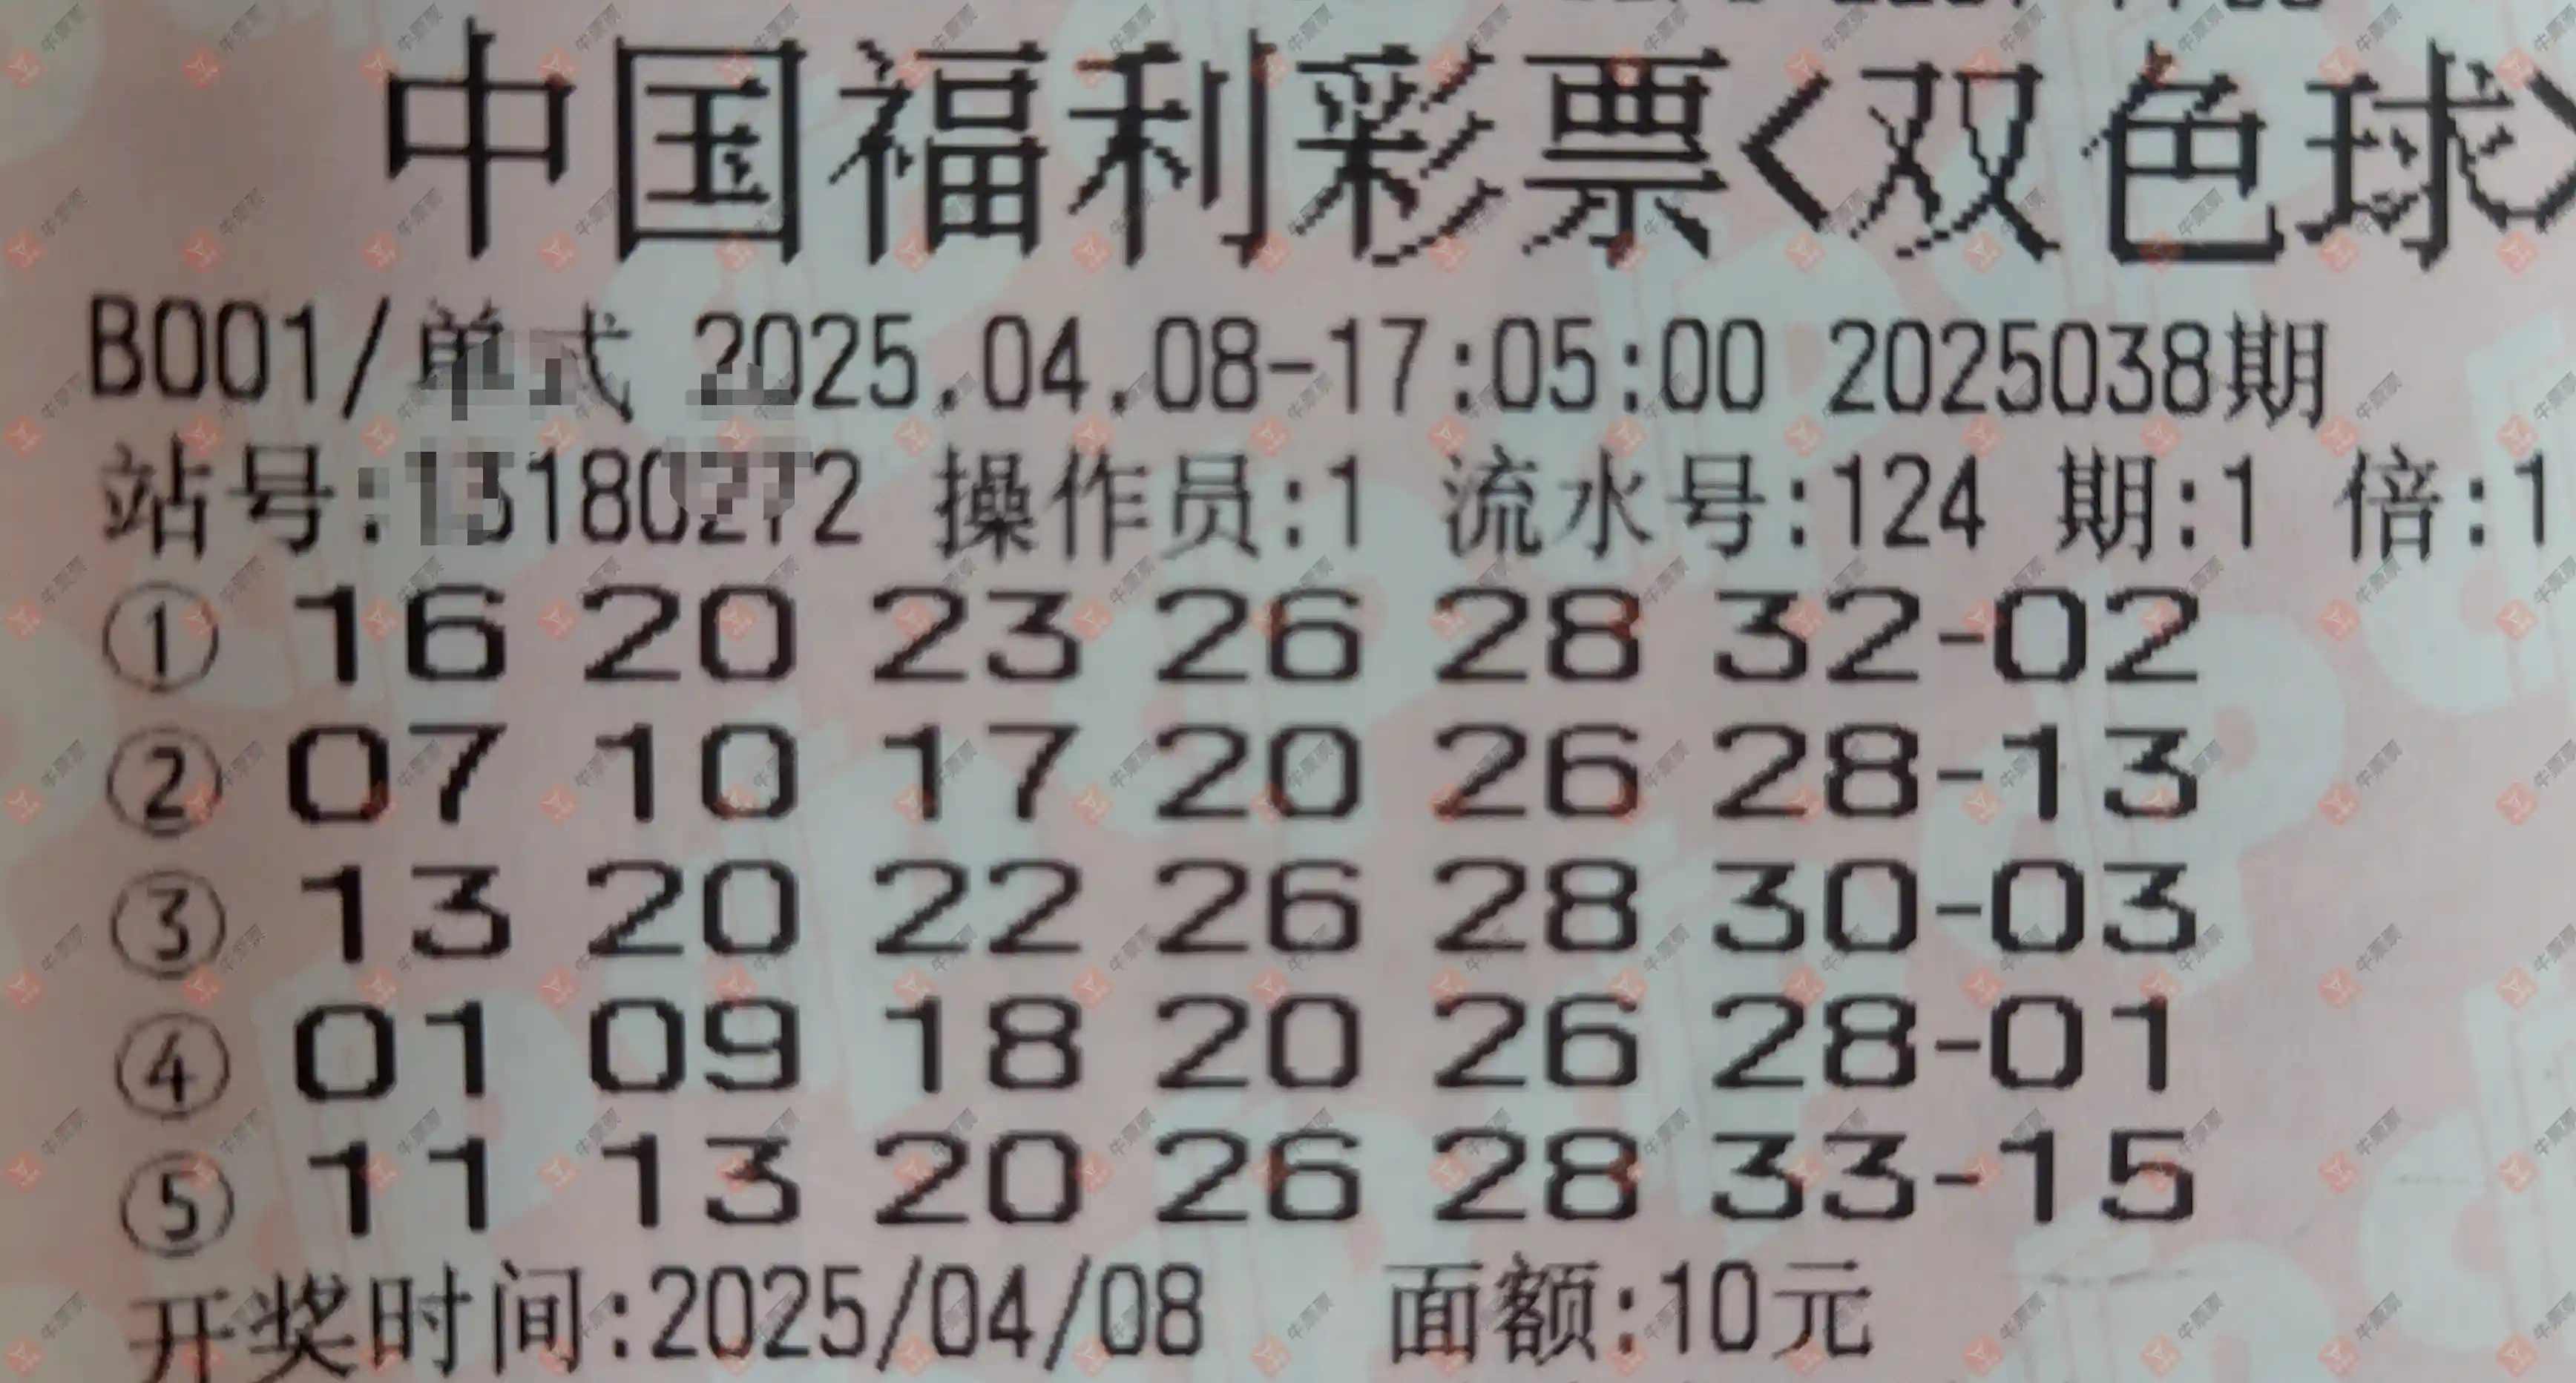 中国福利彩票<双色球>
B001/单式 2025.04.08-17:05:00 2025038期
站号:13180272 操作员:1 流水号:124 期:1 倍:1
① 16 20 23 26 28 32-02
② 07 10 17 20 26 28-13
③ 13 20 22 26 28 30-03
④ 01 09 18 20 26 28-01
⑤ 11 13 20 26 28 33-15
开奖时间:2025/04/08 面额:10元
牛票票